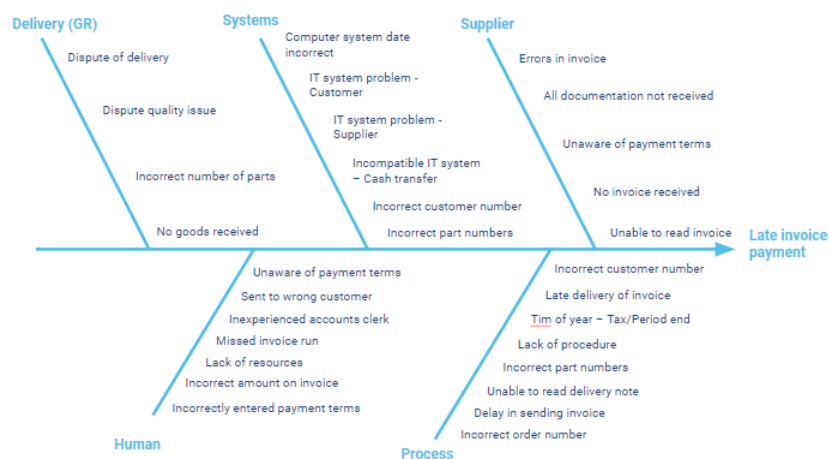 Delivery (GR)
Dispute of delivery
Dispute quality issue
Incorrect number of parts
No goods received
Systems
Computer system date
incorrect
IT system problem -
Customer
IT system problem -
Supplier
Incompatible IT system
– Cash transfer
Incorrect customer number
Incorrect part numbers
Supplier
Errors in invoice
All documentation not received
Unaware of payment terms
No invoice received
Unable to read invoice
Late invoice
payment
Unaware of payment terms
Sent to wrong customer
Inexperienced accounts clerk
Missed invoice run
Lack of resources
Incorrect amount on invoice
Incorrectly entered payment terms
Human
Incorrect customer number
Late delivery of invoice
Tim of year – Tax/Period end
Lack of procedure
Incorrect part numbers
Unable to read delivery note
Delay in sending invoice
Incorrect order number
Process